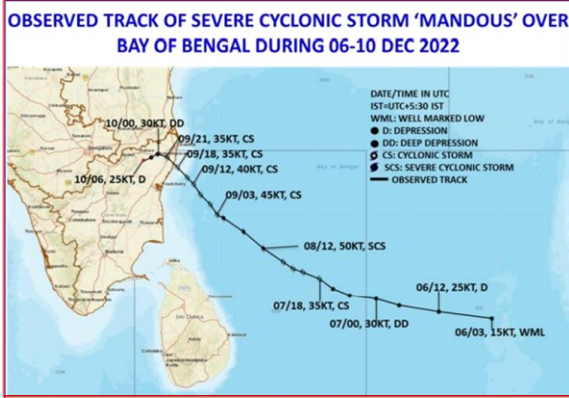 OBSERVED TRACK OF SEVERE CYCLONIC STORM ‘MANDOUS’ OVER
BAY OF BENGAL DURING 06-10 DEC 2022
DATE/TIME IN UTC
IST=UTC+5:30 IST
WML: WELL MARKED LOW
D: DEPRESSION
DD: DEEP DEPRESSION
CS: CYCLONIC STORM
SCS: SEVERE CYCLONIC STORM
OBSERVED TRACK
10/00, 30KT, DD
09/21, 35KT, CS
09/18, 35KT, CS
09/12, 40KT, CS
10/06, 25KT, D
09/03, 45KT, CS
08/12, 50KT, SCS
06/12, 25KT, D
07/18, 35KT, CS
07/00, 30KT, DD
06/03, 15KT, WML